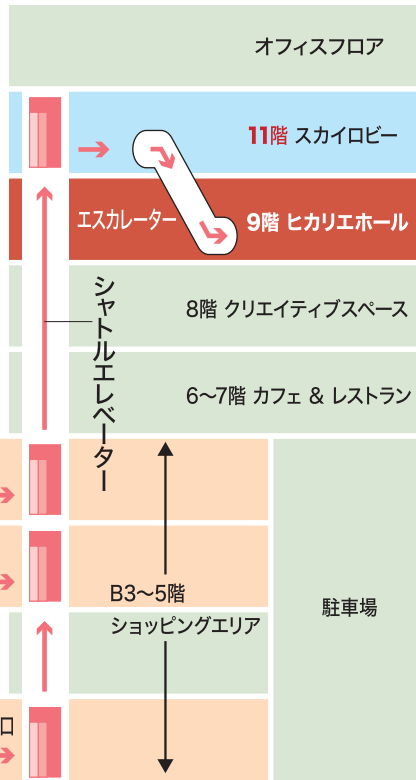 オフィスフロア
11階 スカイロビー
エスカレーター
9階 ヒカリエホール
8階 クリエイティブスペース
シャトルエレベーター
6〜7階 カフェ & レストラン
B3〜5階
ショッピングエリア
駐車場
口